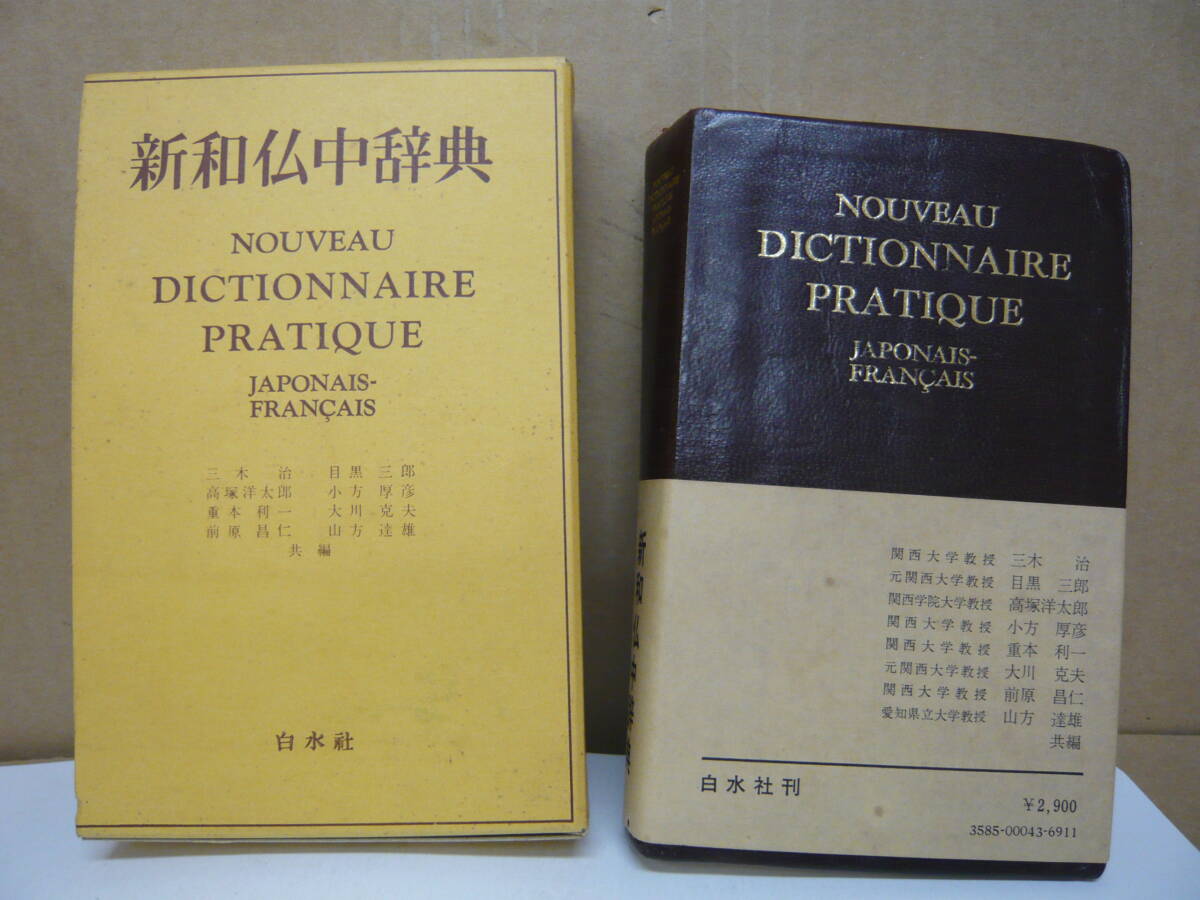 新和仏中辞典
NOUVEAU
DICTIONNAIRE
PRATIQUE
JAPONAIS-
FRANÇAIS
三木 治 目黒 三郎
高塚洋太郎 小方 厚彦
重本 利一 大川 克夫
前原 昌仁 山方 達雄
共編
白水社
NOUVEAU
DICTIONNAIRE
PRATIQUE
JAPONAIS-
FRANÇAIS
関西大学教授 三木 治
元関西大学教授 目黒 三郎
関西学院大学教授 高塚洋太郎
関西大学教授 小方 厚彦
関西大学教授 重本 利一
元関西大学教授 大川 克夫
関西大学教授 前原 昌仁
愛知県立大学教授 山方 達雄
共編
白水社刊
¥2,900
3585-00043-6911
新和仏中辞典